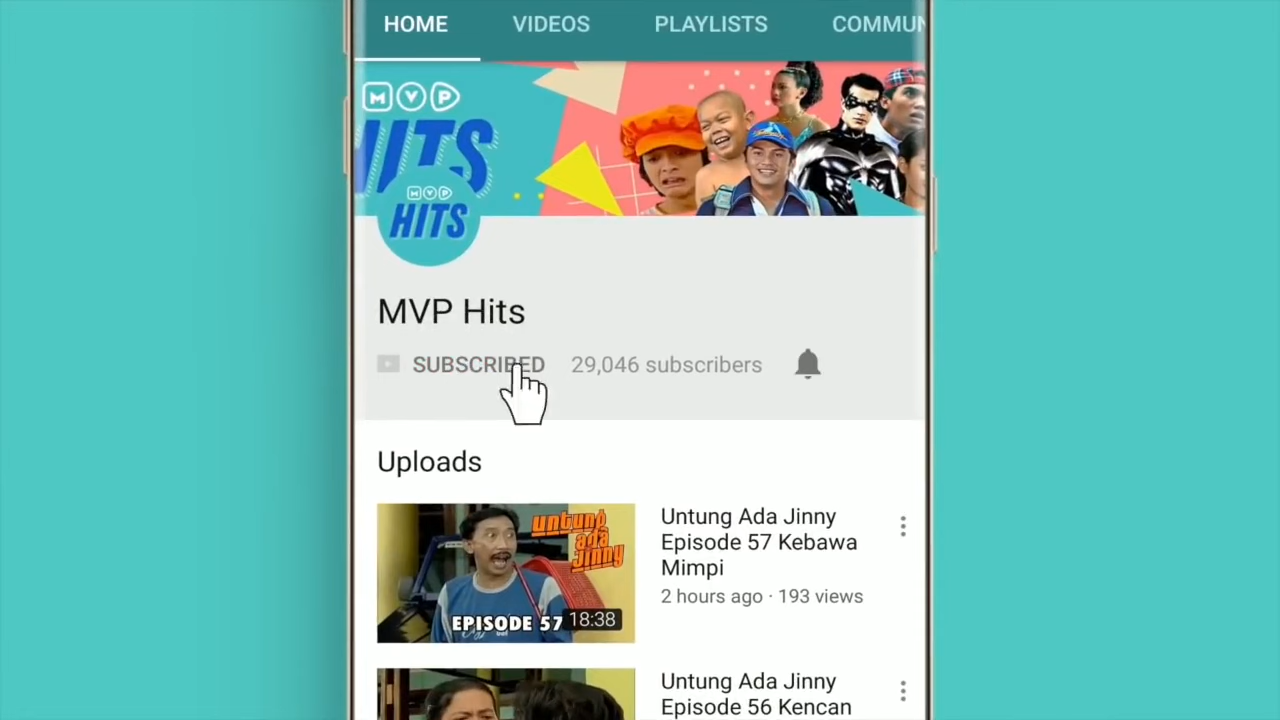 HOME VIDEOS PLAYLISTS COMMUN
MVP
HITS
MVP
HITS
MVP Hits
SUBSCRIBED 29,046 subscribers
Uploads
untung
ada
jinny
EPISODE 57 18:38
Untung Ada Jinny
Episode 57 Kebawa
Mimpi
2 hours ago · 193 views
Untung Ada Jinny
Episode 56 Kencan